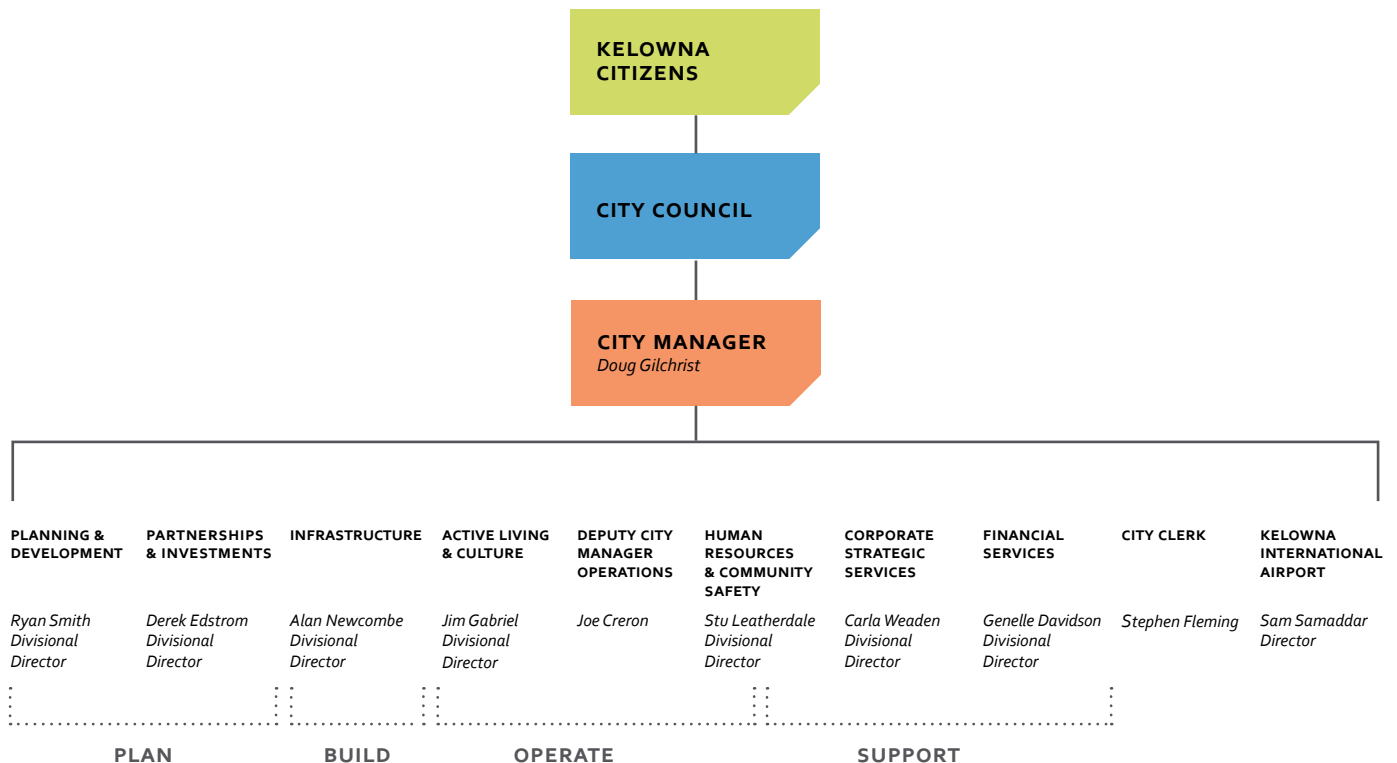 KELOWNA
CITIZENS
CITY COUNCIL
CITY MANAGER
Doug Gilchrist
PLANNING &
DEVELOPMENT
Ryan Smith
Divisional
Director
PARTNERSHIPS
& INVESTMENTS
Derek Edstrom
Divisional
Director
INFRASTRUCTURE
Alan Newcombe
Divisional
Director
ACTIVE LIVING
& CULTURE
Jim Gabriel
Divisional
Director
DEPUTY CITY
MANAGER
OPERATIONS
Joe Creron
HUMAN
RESOURCES
& COMMUNITY
SAFETY
Stu Leatherdale
Divisional
Director
CORPORATE
STRATEGIC
SERVICES
Carla Weaden
Divisional
Director
FINANCIAL
SERVICES
Genelle Davidson
Divisional
Director
CITY CLERK
Stephen Fleming
KELOWNA
INTERNATIONAL
AIRPORT
Sam Samaddar
Director
PLAN
BUILD
OPERATE
SUPPORT